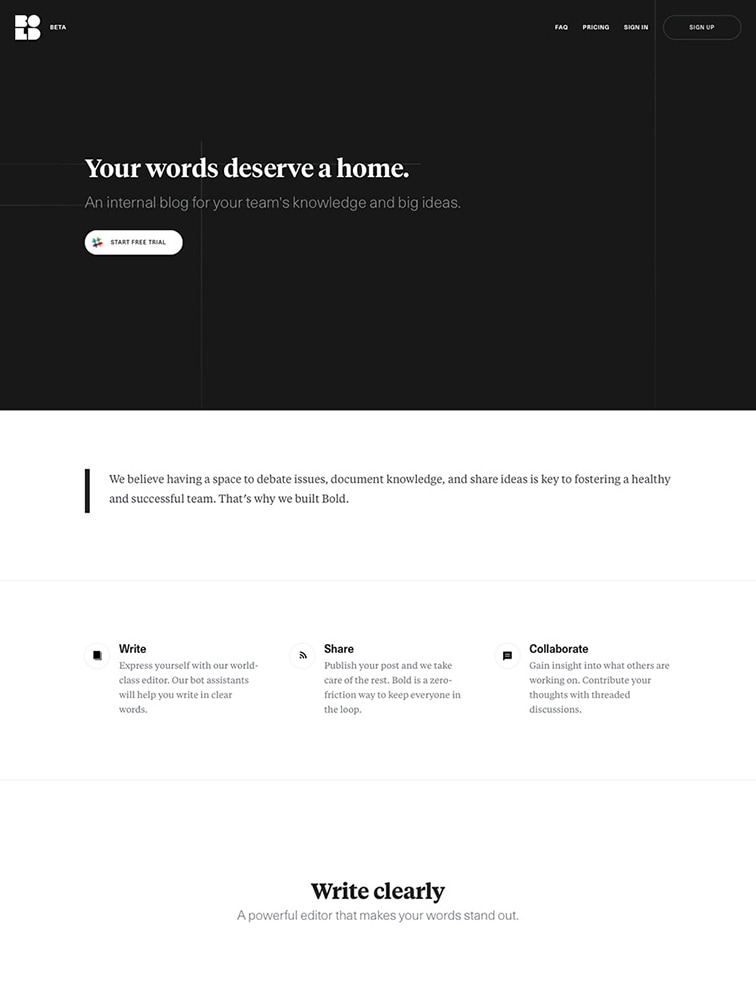 BOLD
BETA
FAQ
PRICING
SIGN IN
SIGN UP
Your words deserve a home.
An internal blog for your team's knowledge and big ideas.
START FREE TRIAL
We believe having a space to debate issues, document knowledge, and share ideas is key to fostering a healthy
and successful team. That’s why we built Bold.
Write
Express yourself with our world-
class editor. Our bot assistants
will help you write in clear
words.
Share
Publish your post and we take
care of the rest. Bold is a zero-
friction way to keep everyone in
the loop.
Collaborate
Gain insight into what others are
working on. Contribute your
thoughts with threaded
discussions.
Write clearly
A powerful editor that makes your words stand out.